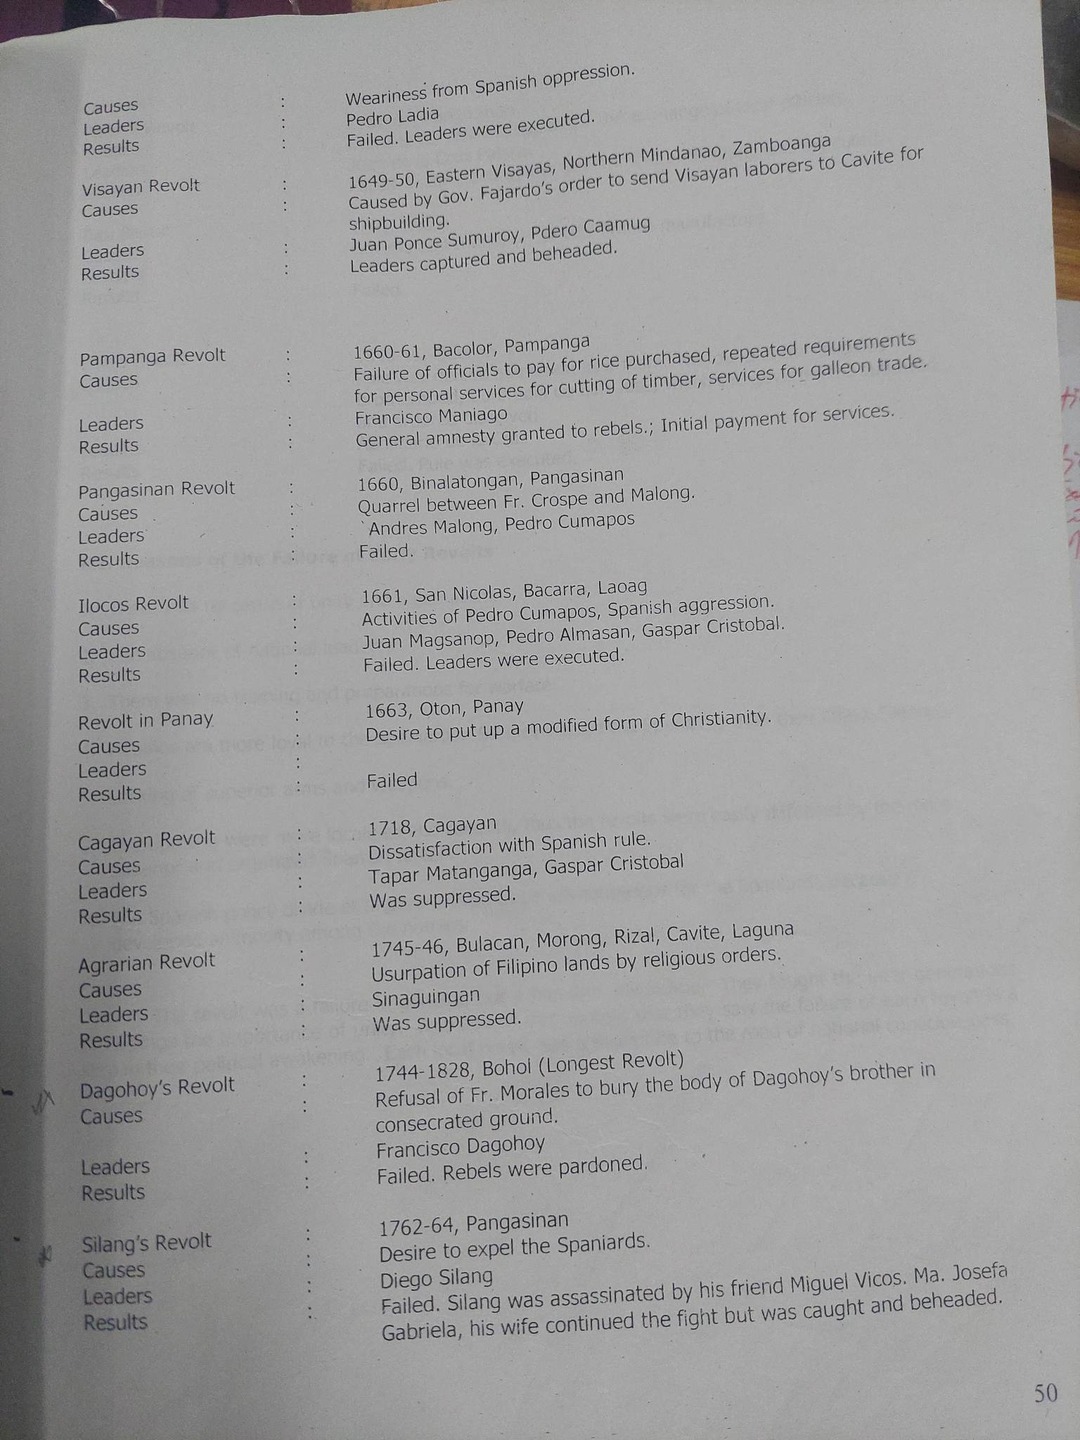 Causes : Weariness from Spanish oppression.
Leaders : Pedro Ladia
Results : Failed. Leaders were executed.
Visayan Revolt : 1649-50, Eastern Visayas, Northern Mindanao, Zamboanga
Causes : Caused by Gov. Fajardo's order to send Visayan laborers to Cavite for
shipbuilding.
Leaders : Juan Ponce Sumuroy, Pdero Caamug
Results : Leaders captured and beheaded.
Pampanga Revolt : 1660-61, Bacolor, Pampanga
Causes : Failure of officials to pay for rice purchased, repeated requirements
for personal services for cutting of timber, services for galleon trade.
Leaders : Francisco Maniago
Results : General amnesty granted to rebels.; Initial payment for services.
Pangasinan Revolt : 1660, Binalatongan, Pangasinan
Causes : Quarrel between Fr. Crospe and Malong.
Leaders : Andres Malong, Pedro Cumapos
Results : Failed.
Ilocos Revolt : 1661, San Nicolas, Bacarra, Laoag
Causes : Activities of Pedro Cumapos, Spanish aggression.
Leaders : Juan Magsanop, Pedro Almasan, Gaspar Cristobal.
Results : Failed. Leaders were executed.
Revolt in Panay : 1663, Oton, Panay
Causes : Desire to put up a modified form of Christianity.
Leaders :
Results : Failed
Cagayan Revolt : 1718, Cagayan
Causes : Dissatisfaction with Spanish rule.
Leaders : Tapar Matanganga, Gaspar Cristobal
Results : Was suppressed.
Agrarian Revolt : 1745-46, Bulacan, Morong, Rizal, Cavite, Laguna
Causes : Usurpation of Filipino lands by religious orders.
Leaders : Sinaguingan
Results : Was suppressed.
Dagohoy's Revolt : 1744-1828, Bohol (Longest Revolt)
Causes : Refusal of Fr. Morales to bury the body of Dagohoy's brother in
consecrated ground.
Leaders : Francisco Dagohoy
Results : Failed. Rebels were pardoned.
Silang's Revolt : 1762-64, Pangasinan
Causes : Desire to expel the Spaniards.
Leaders : Diego Silang
Results : Failed. Silang was assassinated by his friend Miguel Vicos. Ma. Josefa
Gabriela, his wife continued the fight but was caught and beheaded.
50